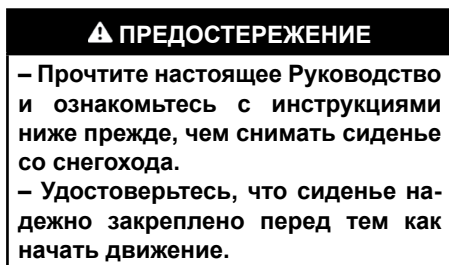 ⚠ ПРЕДОСТЕРЕЖЕНИЕ
– Прочтите настоящее Руководство
и ознакомьтесь с инструкциями
ниже прежде, чем снимать сиденье
со снегохода.
– Удостоверьтесь, что сиденье на-
дежно закреплено перед тем как
начать движение.